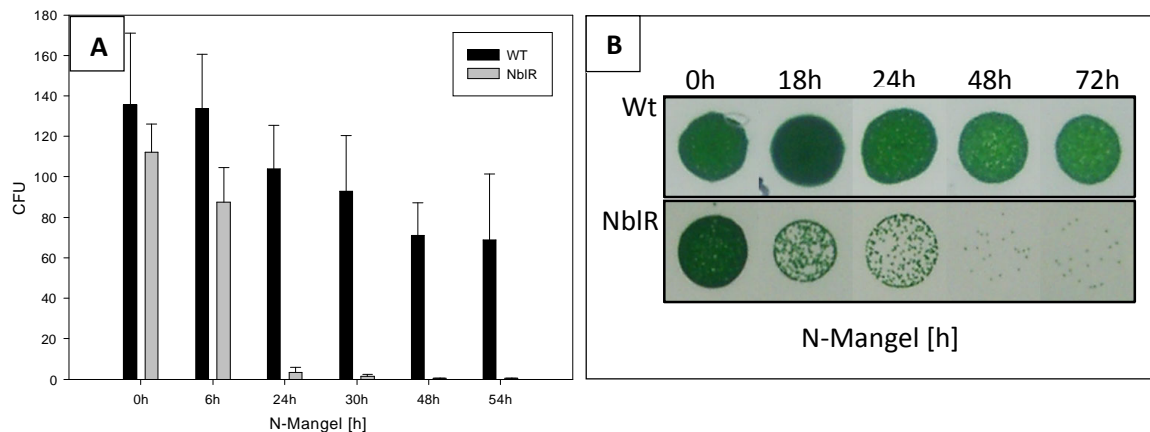 A
180
160
140
120
100
80
60
40
20
0
CFU
WT
NblR
0h 6h 24h 30h 48h 54h
N-Mangel [h]
B
0h 18h 24h 48h 72h
Wt
NblR
N-Mangel [h]